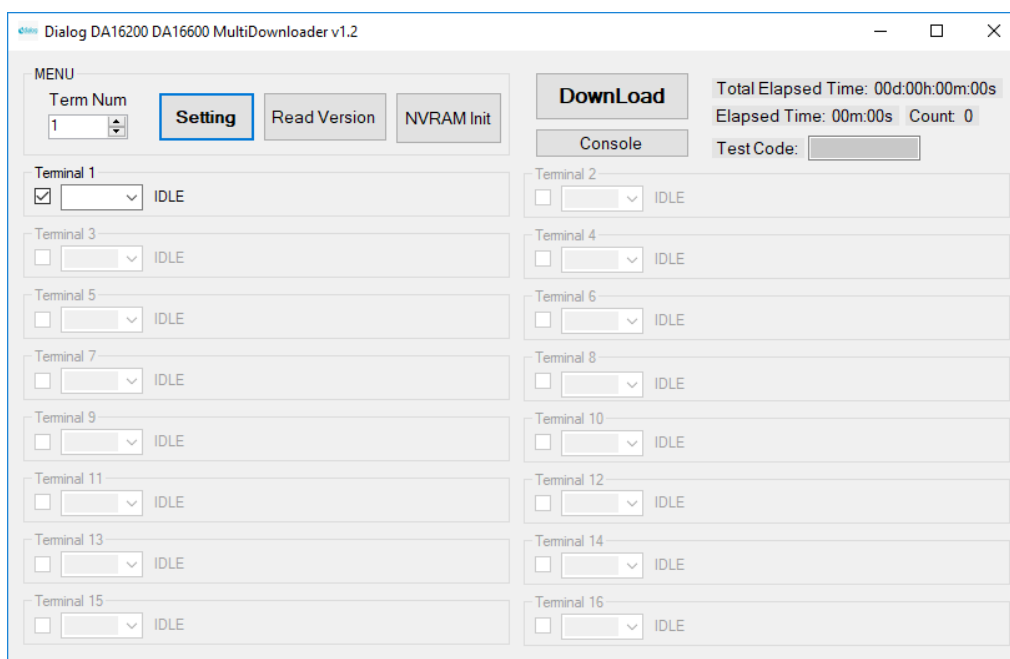 Dialog DA16200 DA16600 MultiDownloader v1.2
MENU
Term Num
1
Setting
Read Version
NVRAM Init
DownLoad
Console
Total Elapsed Time: 00d:00h:00m:00s
Elapsed Time: 00m:00s Count: 0
Test Code:
Terminal 1
IDLE
Terminal 2
IDLE
Terminal 3
IDLE
Terminal 4
IDLE
Terminal 5
IDLE
Terminal 6
IDLE
Terminal 7
IDLE
Terminal 8
IDLE
Terminal 9
IDLE
Terminal 10
IDLE
Terminal 11
IDLE
Terminal 12
IDLE
Terminal 13
IDLE
Terminal 14
IDLE
Terminal 15
IDLE
Terminal 16
IDLE